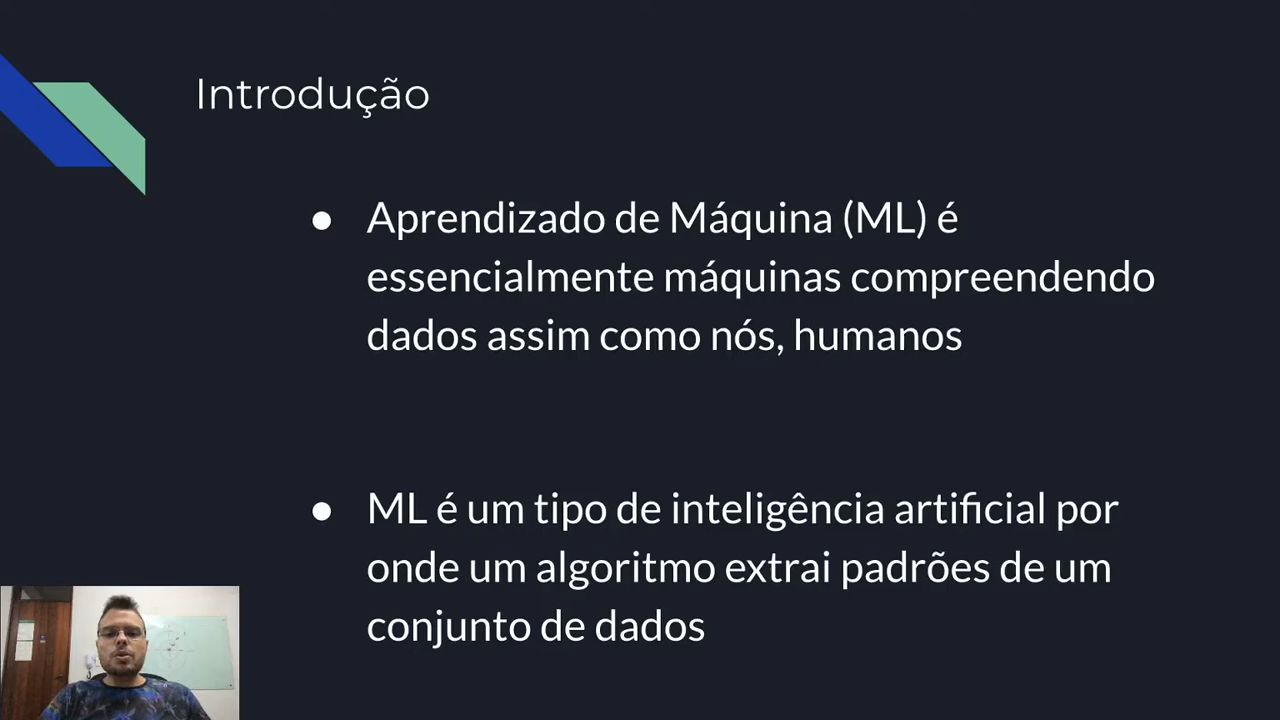 Introdução
● Aprendizado de Máquina (ML) é
essencialmente máquinas compreendendo
dados assim como nós, humanos
● ML é um tipo de inteligência artificial por
onde um algoritmo extrai padrões de um
conjunto de dados